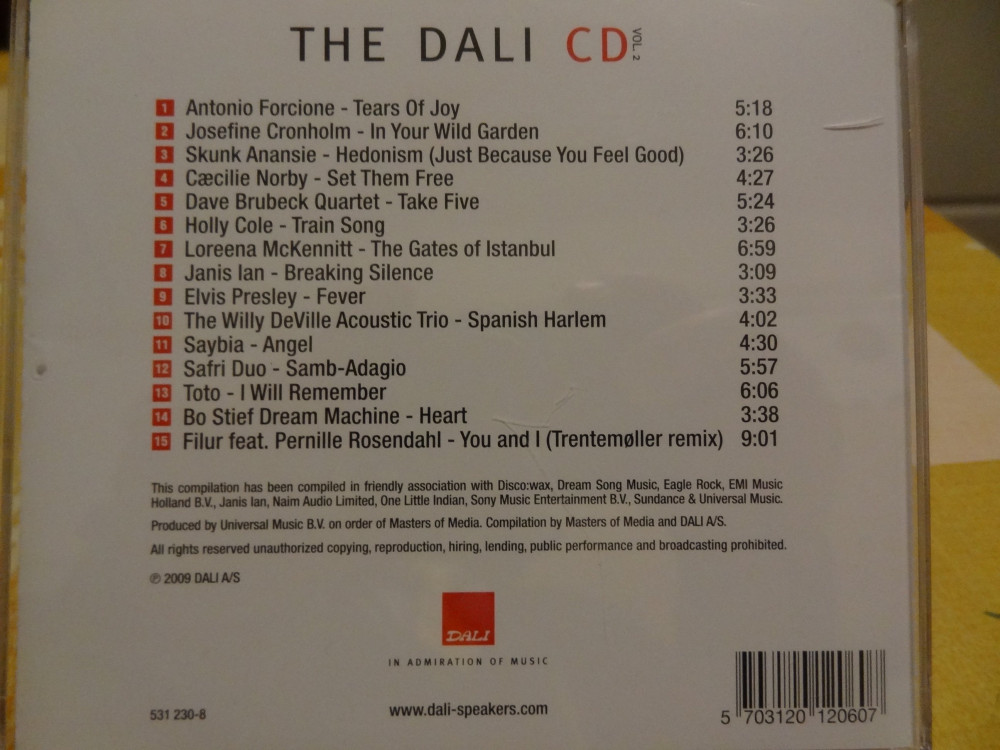 THE DALI CD VOL. 2
1 Antonio Forcione - Tears Of Joy 5:18
2 Josefine Cronholm - In Your Wild Garden 6:10
3 Skunk Anansie - Hedonism (Just Because You Feel Good) 3:26
4 Cæcilie Norby - Set Them Free 4:27
5 Dave Brubeck Quartet - Take Five 5:24
6 Holly Cole - Train Song 3:26
7 Loreena McKennitt - The Gates of Istanbul 6:59
8 Janis Ian - Breaking Silence 3:09
9 Elvis Presley - Fever 3:33
10 The Willy DeVille Acoustic Trio - Spanish Harlem 4:02
11 Saybia - Angel 4:30
12 Safri Duo - Samb-Adagio 5:57
13 Toto - I Will Remember 6:06
14 Bo Stief Dream Machine - Heart 3:38
15 Filur feat. Pernille Rosendahl - You and I (Trentemøller remix) 9:01
This compilation has been compiled in friendly association with Disco:wax, Dream Song Music, Eagle Rock, EMI Music
Holland B.V., Janis Ian, Naim Audio Limited, One Little Indian, Sony Music Entertainment B.V., Sundance & Universal Music.
Produced by Universal Music B.V. on order of Masters of Media. Compilation by Masters of Media and DALI A/S.
All rights reserved unauthorized copying, reproduction, hiring, lending, public performance and broadcasting prohibited.
℗ 2009 DALI A/S
DALI
IN ADMIRATION OF MUSIC
531 230-8
www.dali-speakers.com
5 703120 120607